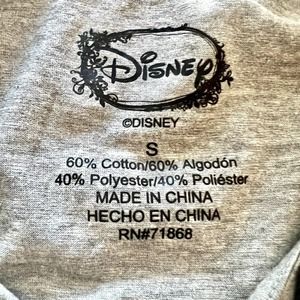 Disney
©DISNEY
S
60% Cotton/60% Algodón
40% Polyester/40% Poliéster
MADE IN CHINA
HECHO EN CHINA
RN#71868